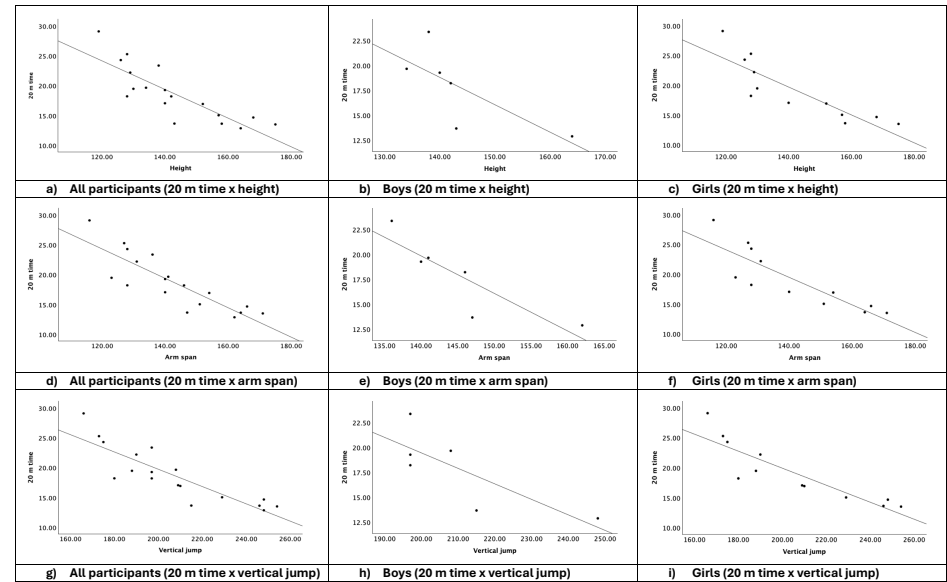 30.00
25.00
20.00
15.00
10.00
20 m time
120.00 140.00 160.00 180.00
Height
22.50
20.00
17.50
15.00
12.50
20 m time
130.00 140.00 150.00 160.00 170.00
Height
30.00
25.00
20.00
15.00
10.00
20 m time
120.00 140.00 160.00 180.00
Height
a) All participants (20 m time x height)
b) Boys (20 m time x height)
c) Girls (20 m time x height)
30.00
25.00
20.00
15.00
10.00
20 m time
120.00 140.00 160.00 180.00
Arm span
22.50
20.00
17.50
15.00
12.50
20 m time
135.00 140.00 145.00 150.00 155.00 160.00 165.00
Arm span
30.00
25.00
20.00
15.00
10.00
20 m time
120.00 140.00 160.00 180.00
Arm span
d) All participants (20 m time x arm span)
e) Boys (20 m time x arm span)
f) Girls (20 m time x arm span)
30.00
25.00
20.00
15.00
10.00
20 m time
160.00 180.00 200.00 220.00 240.00 260.00
Vertical jump
22.50
20.00
17.50
15.00
12.50
20 m time
190.00 200.00 210.00 220.00 230.00 240.00 250.00
Vertical jump
30.00
25.00
20.00
15.00
10.00
20 m time
160.00 180.00 200.00 220.00 240.00 260.00
Vertical jump
g) All participants (20 m time x vertical jump)
h) Boys (20 m time x vertical jump)
i) Girls (20 m time x vertical jump)